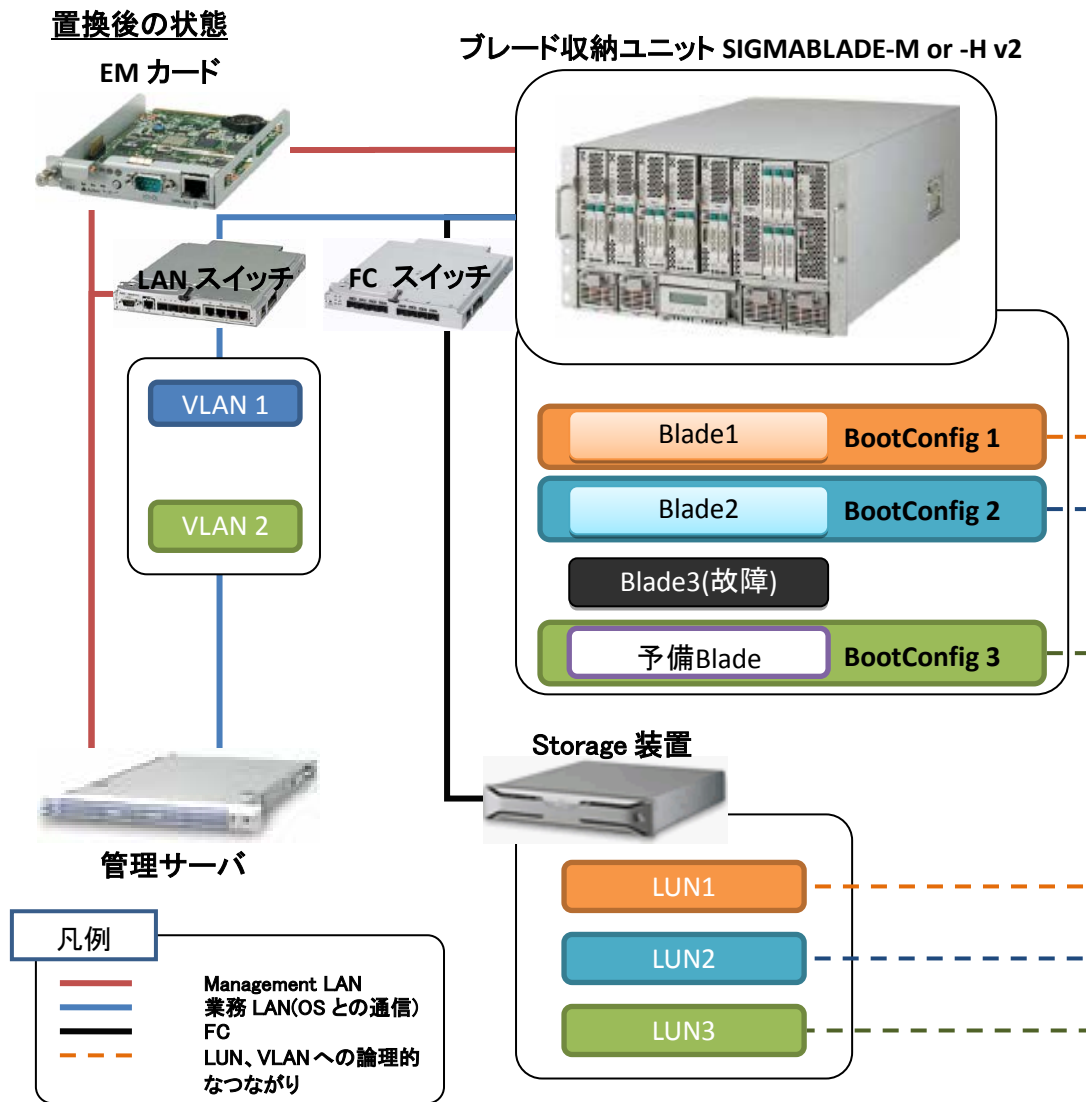 置換後の状態
EM カード
ブレード収納ユニット SIGMABLADE-M or -H v2
LAN スイッチ
FC スイッチ
VLAN 1
VLAN 2
Blade1
BootConfig 1
Blade2
BootConfig 2
Blade3(故障)
予備Blade
BootConfig 3
Storage 装置
管理サーバ
LUN1
LUN2
LUN3
凡例
Management LAN
業務 LAN(OS との通信)
FC
LUN、VLAN への論理的
なつながり